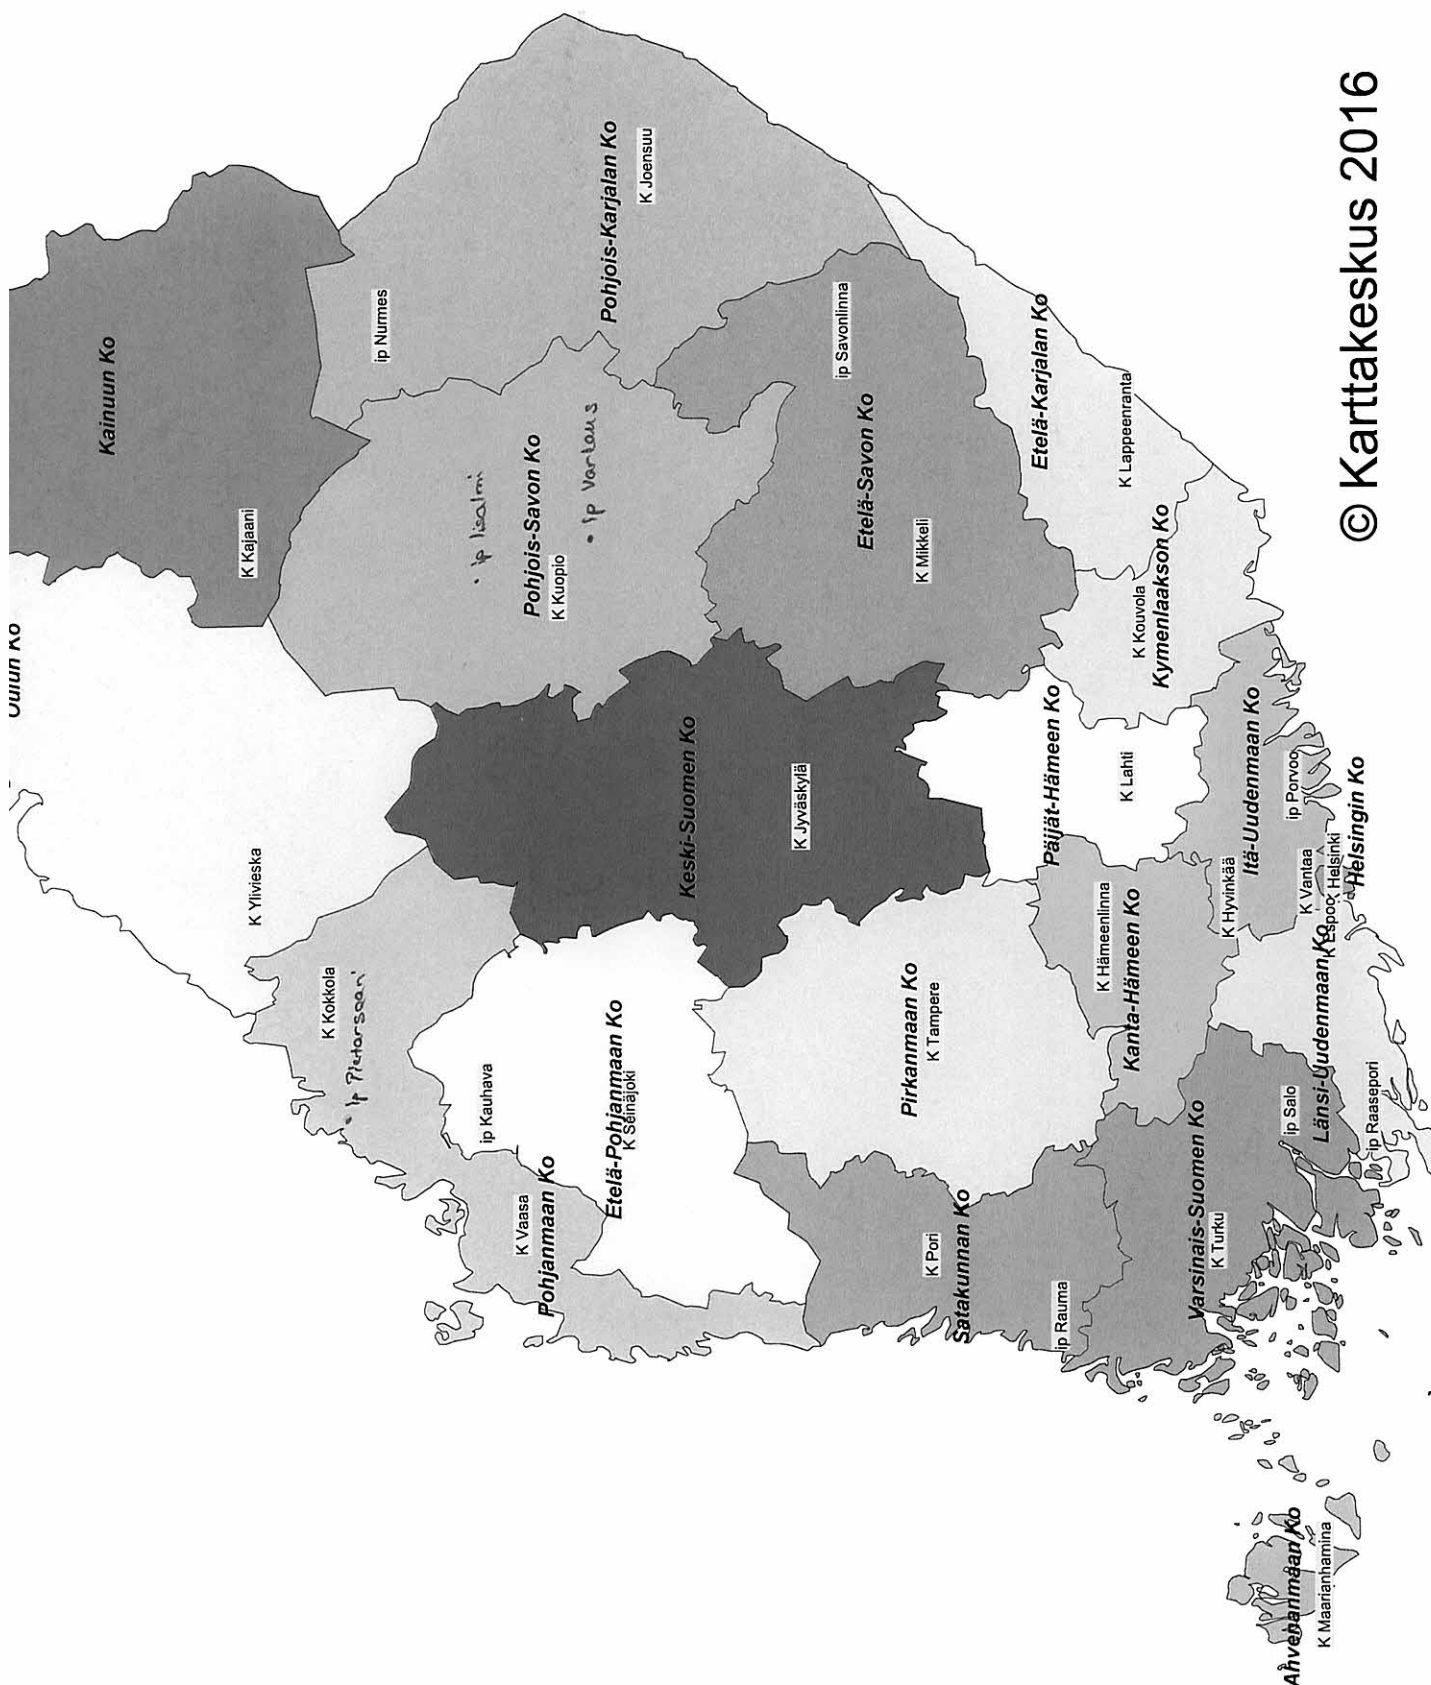 Oulun Ko
Kainuun Ko
K Kajaani
K Ylivieska
K Kokkola
• Ip Pietarsaari
ip Nurmes
Pohjois-Karjalan Ko
K Joensuu
• ip Iisalmi
Pohjois-Savon Ko
K Kuopio
• Ip Varkaus
ip Kauhava
K Vaasa
Pohjanmaan Ko
Etelä-Pohjanmaan Ko
K Seinäjoki
Keski-Suomen Ko
K Jyväskylä
ip Savonlinna
Etelä-Savon Ko
K Mikkeli
Pirkanmaan Ko
K Tampere
K Pori
Satakunnan Ko
ip Rauma
Etelä-Karjalan Ko
K Lappeenranta
K Kouvola
Kymenlaakson Ko
Päijät-Hämeen Ko
K Lahti
K Hämeenlinna
Kanta-Hämeen Ko
Varsinais-Suomen Ko
K Turku
ip Salo
K Hyvinkää
Itä-Uudenmaan Ko
ip Porvoo
K Vantaa
K Helsinki
K Espoo
Helsingin Ko
Länsi-Uudenmaan Ko
ip Raasepori
Ahvenanmaan Ko
K Maarianhamina
© Karttakeskus 2016